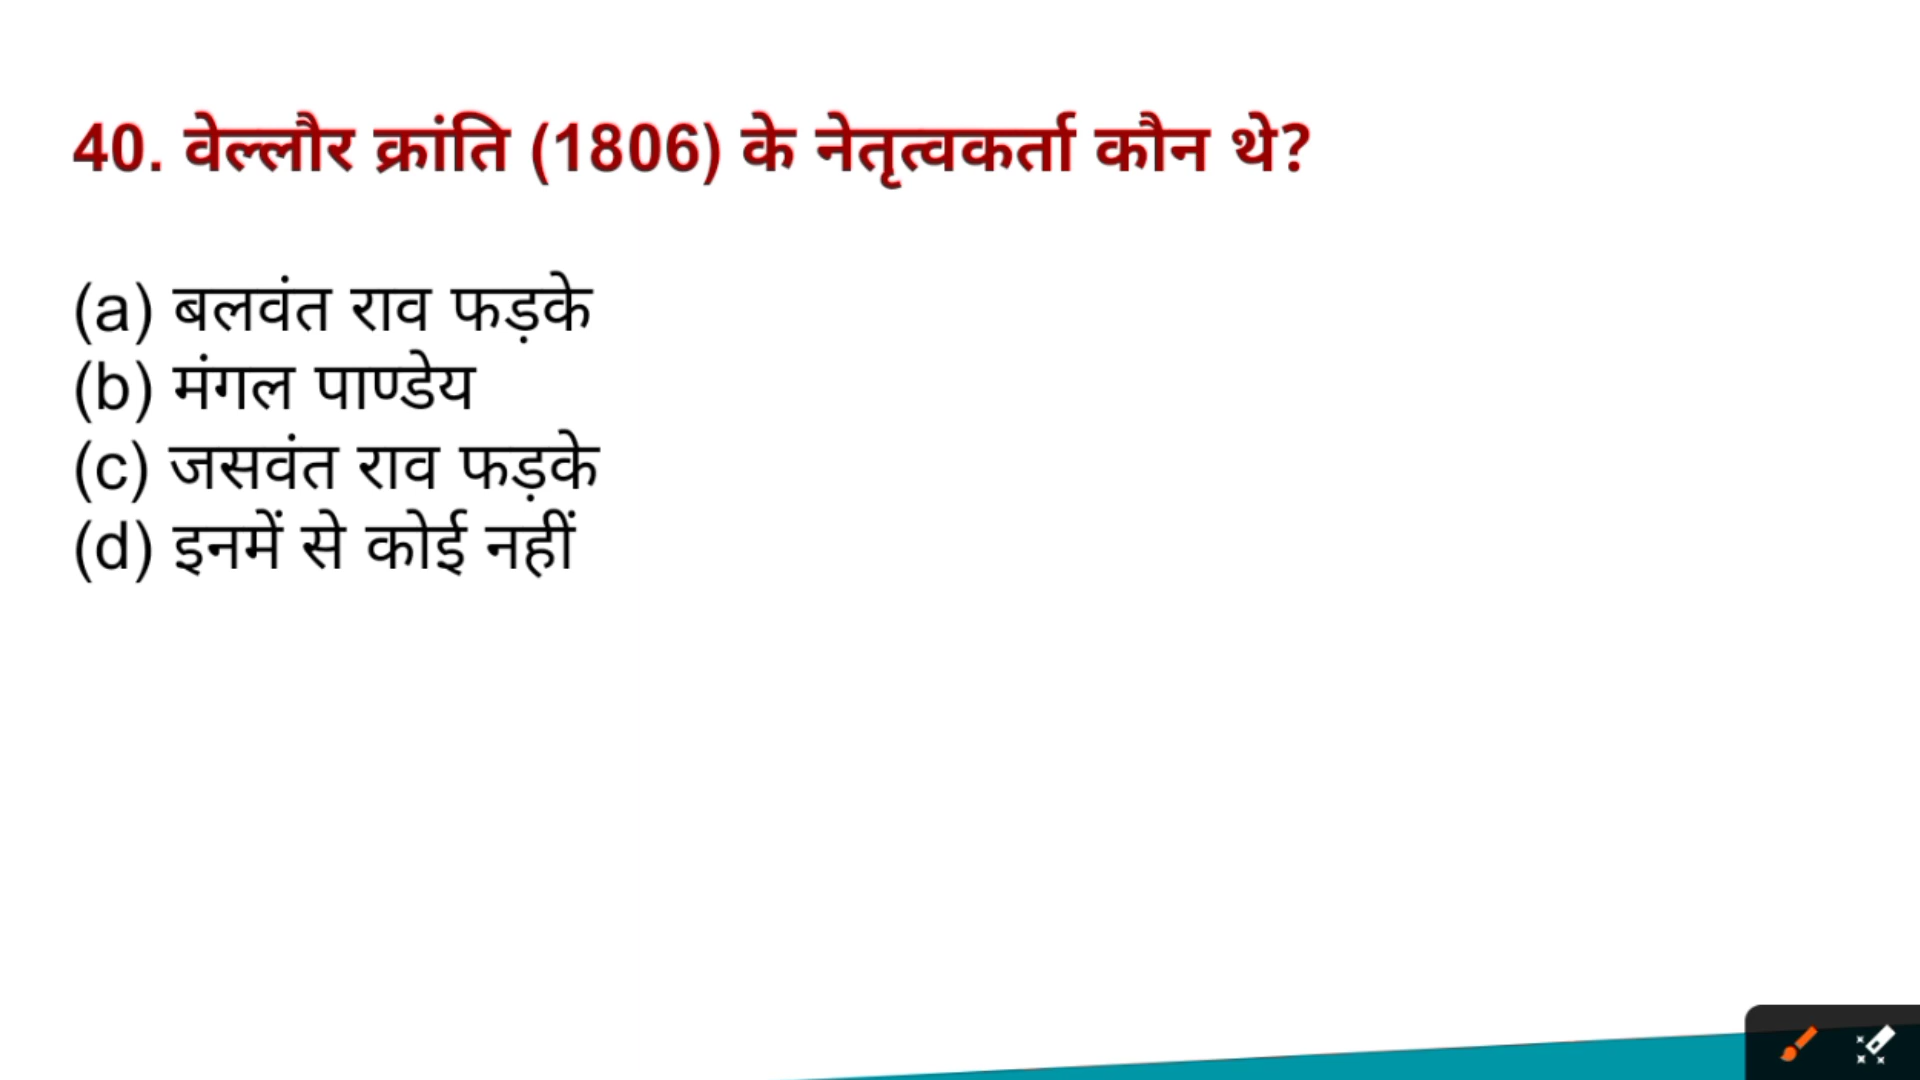 40. वेल्लौर क्रांति (1806) के नेतृत्वकर्ता कौन थे?
(a) बलवंत राव फड़के
(b) मंगल पाण्डेय
(c) जसवंत राव फड़के
(d) इनमें से कोई नहीं